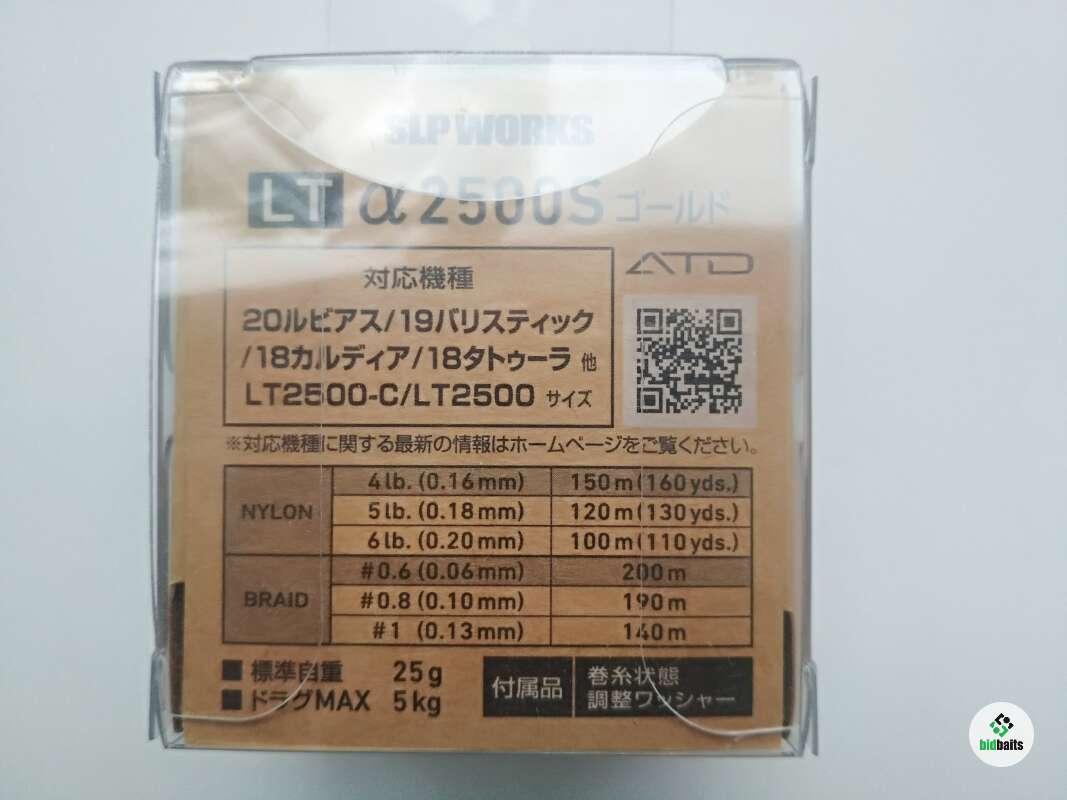 SLP WORKS
LT α2500S ゴールド
ATD
対応機種
20ルビアス/19バリスティック
/18カルディア/18タトゥーラ 他
LT2500-C/LT2500 サイズ
※対応機種に関する最新の情報はホームページをご覧ください。
NYLON
4lb. (0.16mm) 150m(160yds.)
5lb. (0.18mm) 120m(130yds.)
6lb. (0.20mm) 100m(110yds.)
BRAID
#0.6 (0.06mm) 200m
#0.8 (0.10mm) 190m
#1 (0.13mm) 140m
■ 標準自重 25g
■ ドラグMAX 5kg
付属品
巻糸状態
調整ワッシャー
bidbaits